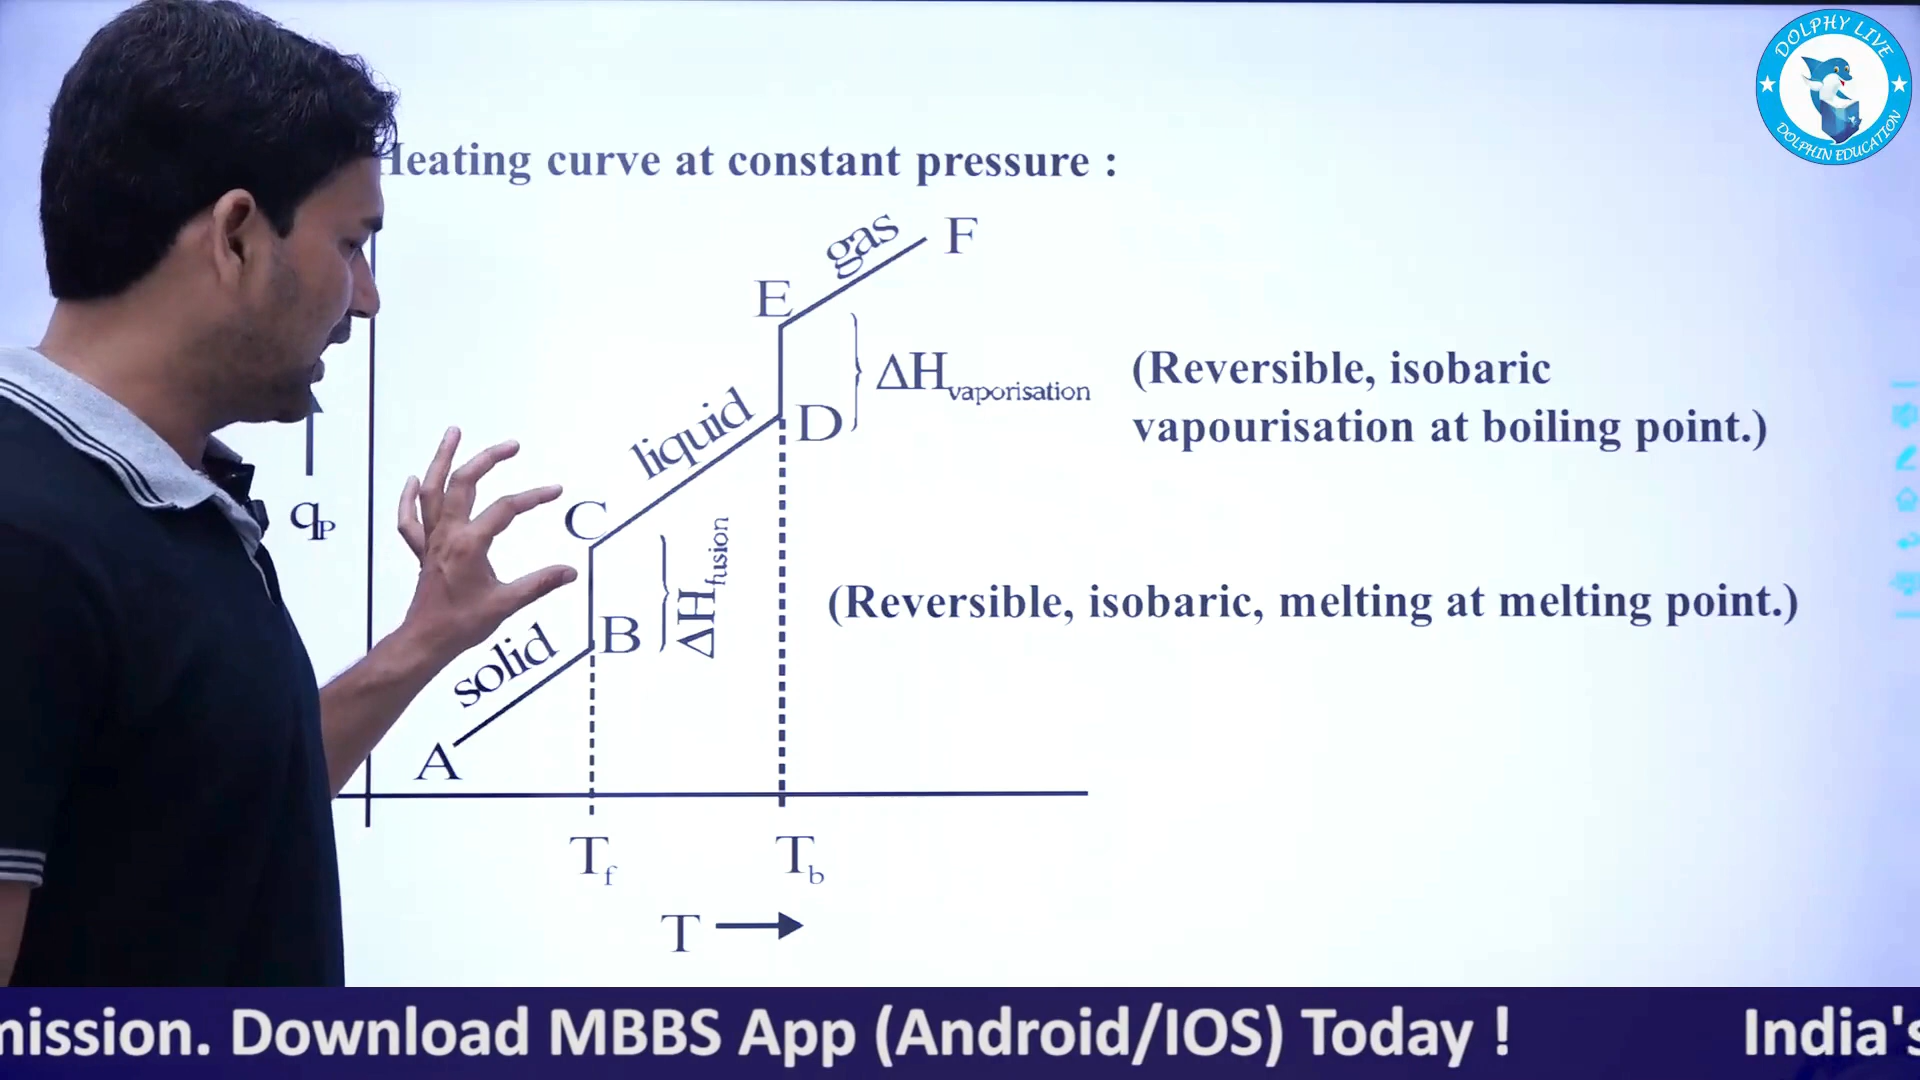 DOLPHY LIVE
DOLPHIN EDUCATION
Heating curve at constant pressure :
gas
F
E
ΔHvaporisation
(Reversible, isobaric
vapourisation at boiling point.)
liquid
D
qP
C
ΔHfusion
(Reversible, isobaric, melting at melting point.)
solid
B
A
Tf
Tb
T
mission. Download MBBS App (Android/IOS) Today !
India's